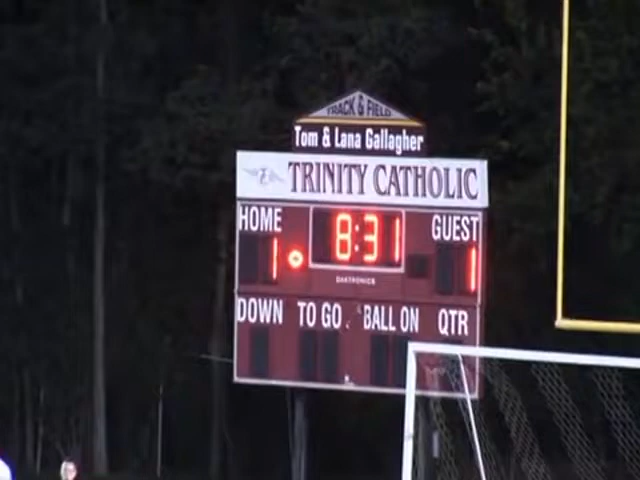 TRACK & FIELD
Tom & Lana Gallagher
TRINITY CATHOLIC
HOME 8:31 GUEST
1 1
DAKTRONICS
DOWN TO GO BALL ON QTR